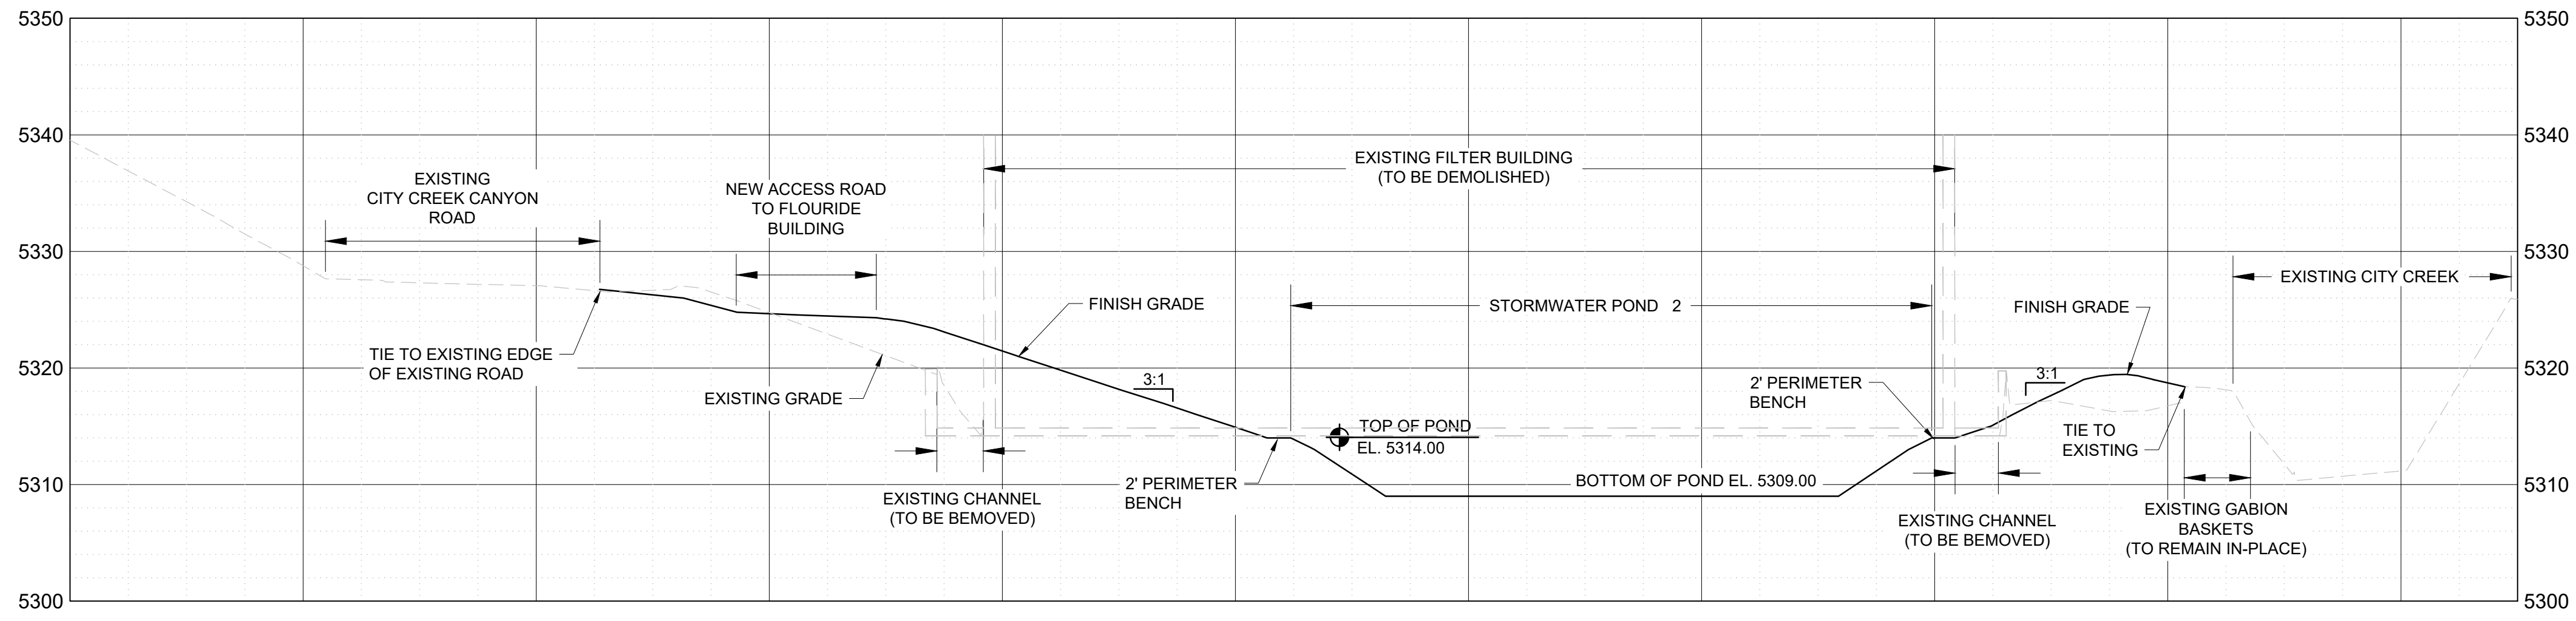 5350
5350
5340
5340
5330
5330
5320
5320
5310
5310
5300
5300
EXISTING
CITY CREEK CANYON
ROAD
NEW ACCESS ROAD
TO FLOURIDE
BUILDING
EXISTING FILTER BUILDING
(TO BE DEMOLISHED)
EXISTING CITY CREEK
FINISH GRADE
STORMWATER POND 2
FINISH GRADE
TIE TO EXISTING EDGE
OF EXISTING ROAD
EXISTING GRADE
3:1
2' PERIMETER
BENCH
3:1
TOP OF POND
EL. 5314.00
TIE TO
EXISTING
2' PERIMETER
BENCH
BOTTOM OF POND EL. 5309.00
EXISTING CHANNEL
(TO BE BEMOVED)
EXISTING CHANNEL
(TO BE BEMOVED)
EXISTING GABION
BASKETS
(TO REMAIN IN-PLACE)